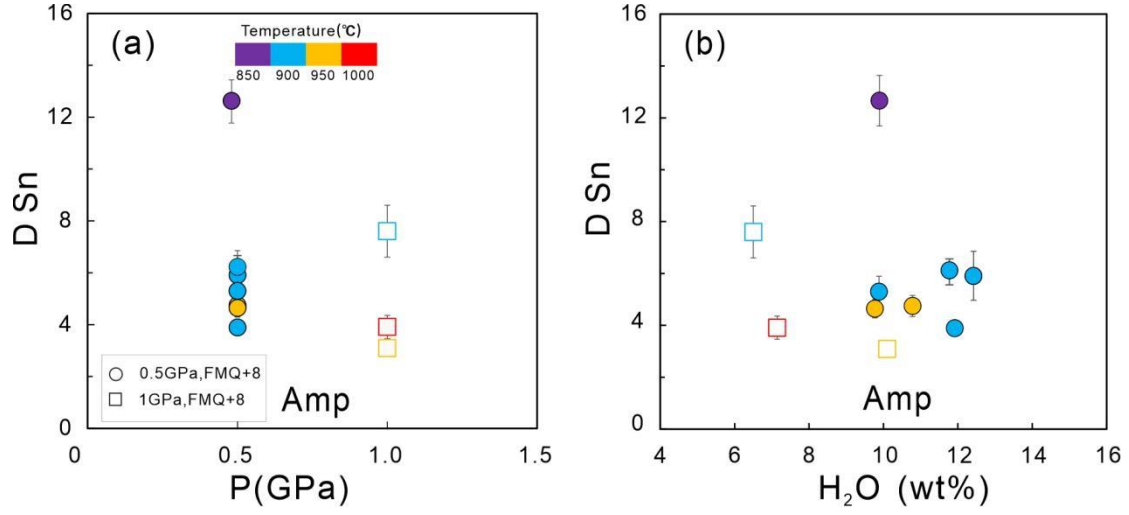 (a)
Temperature(℃)
850 900 950 1000
16
12
8
4
0
D Sn
0.5GPa,FMQ+8
1GPa,FMQ+8
Amp
0 0.5 1.0 1.5
P(GPa)
(b)
16
12
8
4
0
D Sn
Amp
4 6 8 10 12 14 16
H₂O (wt%)